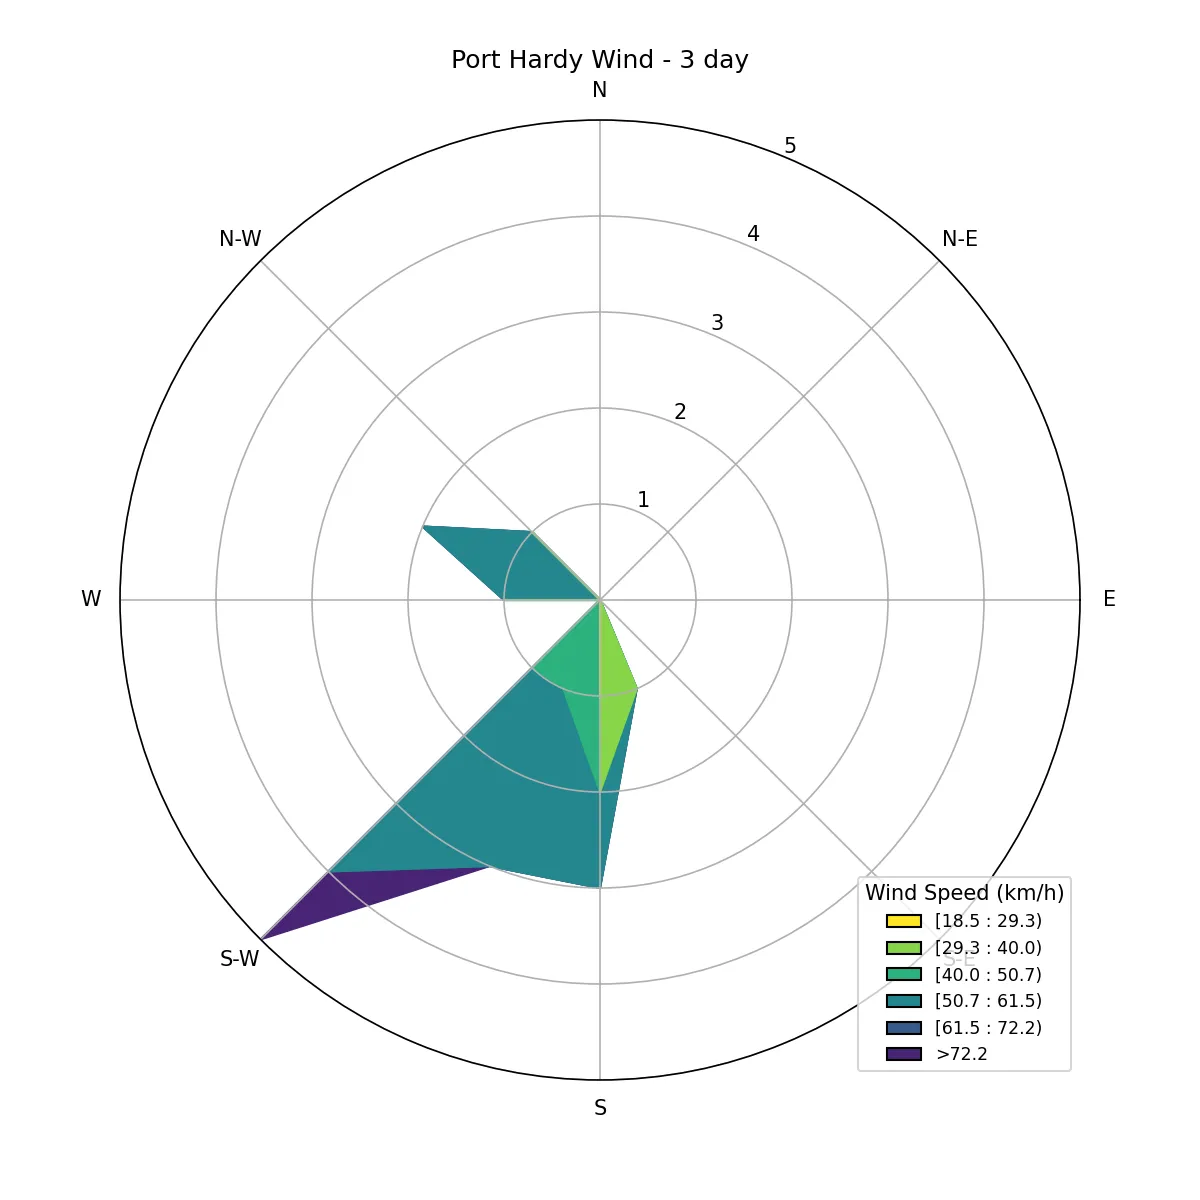 Port Hardy Wind - 3 day
N
5
4
N-W
N-E
3
2
1
W
E
Wind Speed (km/h)
[18.5 : 29.3)
[29.3 : 40.0)
S-W
S-E
[40.0 : 50.7)
[50.7 : 61.5)
[61.5 : 72.2)
>72.2
S